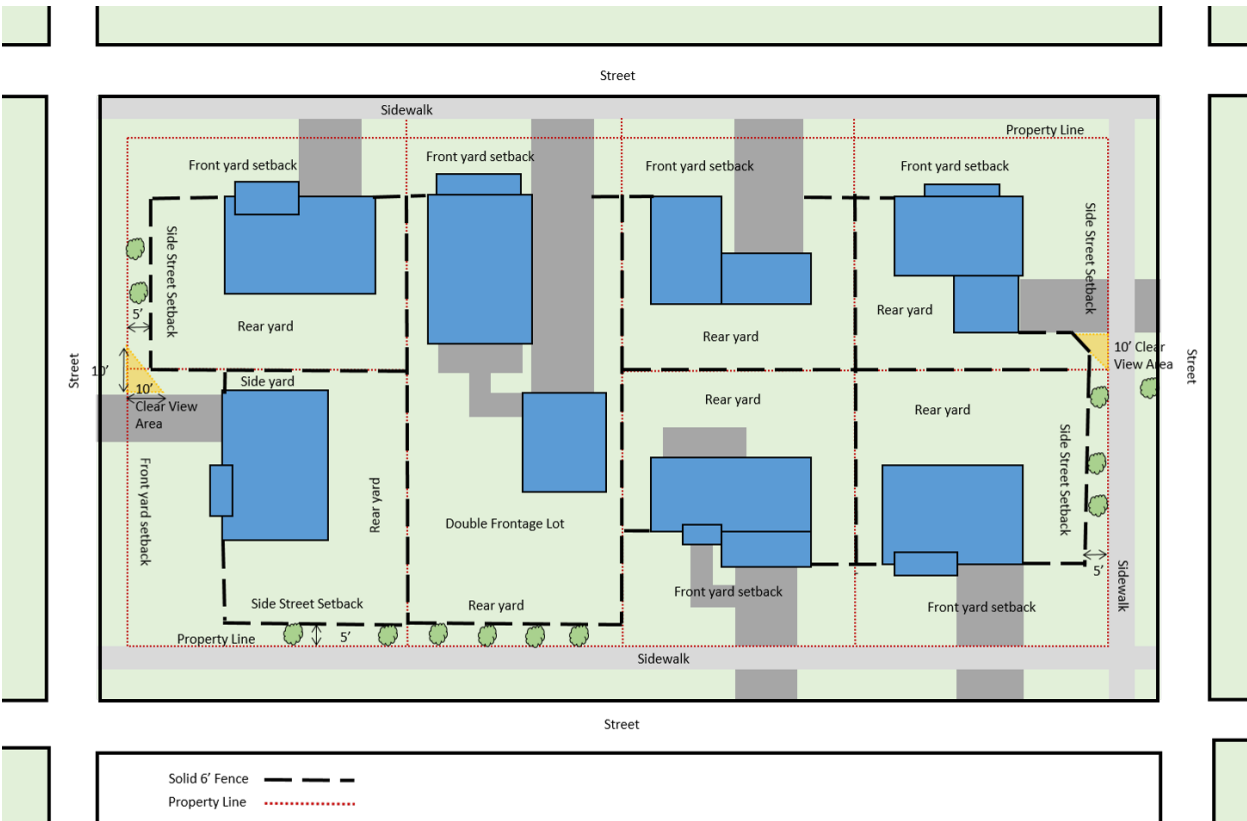 Street
Sidewalk
Property Line
Front yard setback
Front yard setback
Front yard setback
Front yard setback
Side Street Setback
Side Street Setback
5’
Rear yard
Rear yard
Rear yard
Street
10’
10’
Clear View
Area
Side yard
10’ Clear
View Area
Street
Rear yard
Rear yard
Front yard setback
Rear yard
Double Frontage Lot
Side Street Setback
5’
Sidewalk
Front yard setback
Front yard setback
Side Street Setback
Rear yard
Property Line
5’
Sidewalk
Street
Solid 6’ Fence
Property Line